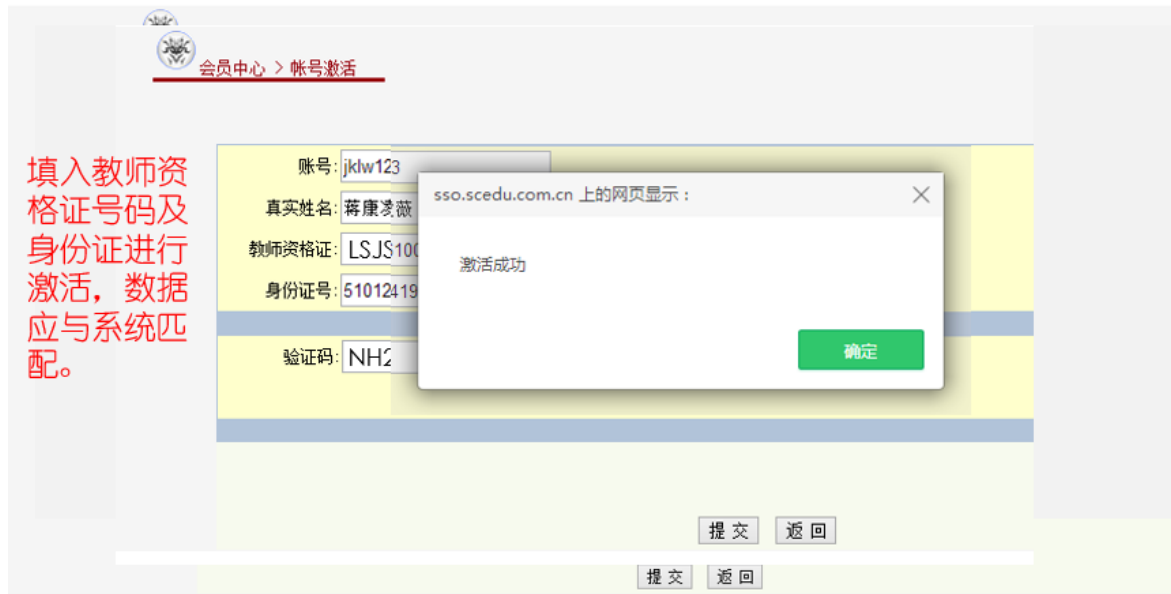 会员中心 > 帐号激活
填入教师资
格证号码及
身份证进行
激活，数据
应与系统匹
配。
账号: jklw123
真实姓名: 蒋康凌薇
教师资格证: LSJS100
身份证号: 51012419
验证码: NH2
sso.scedu.com.cn 上的网页显示：
激活成功
确定
提 交 返 回
提 交 返 回